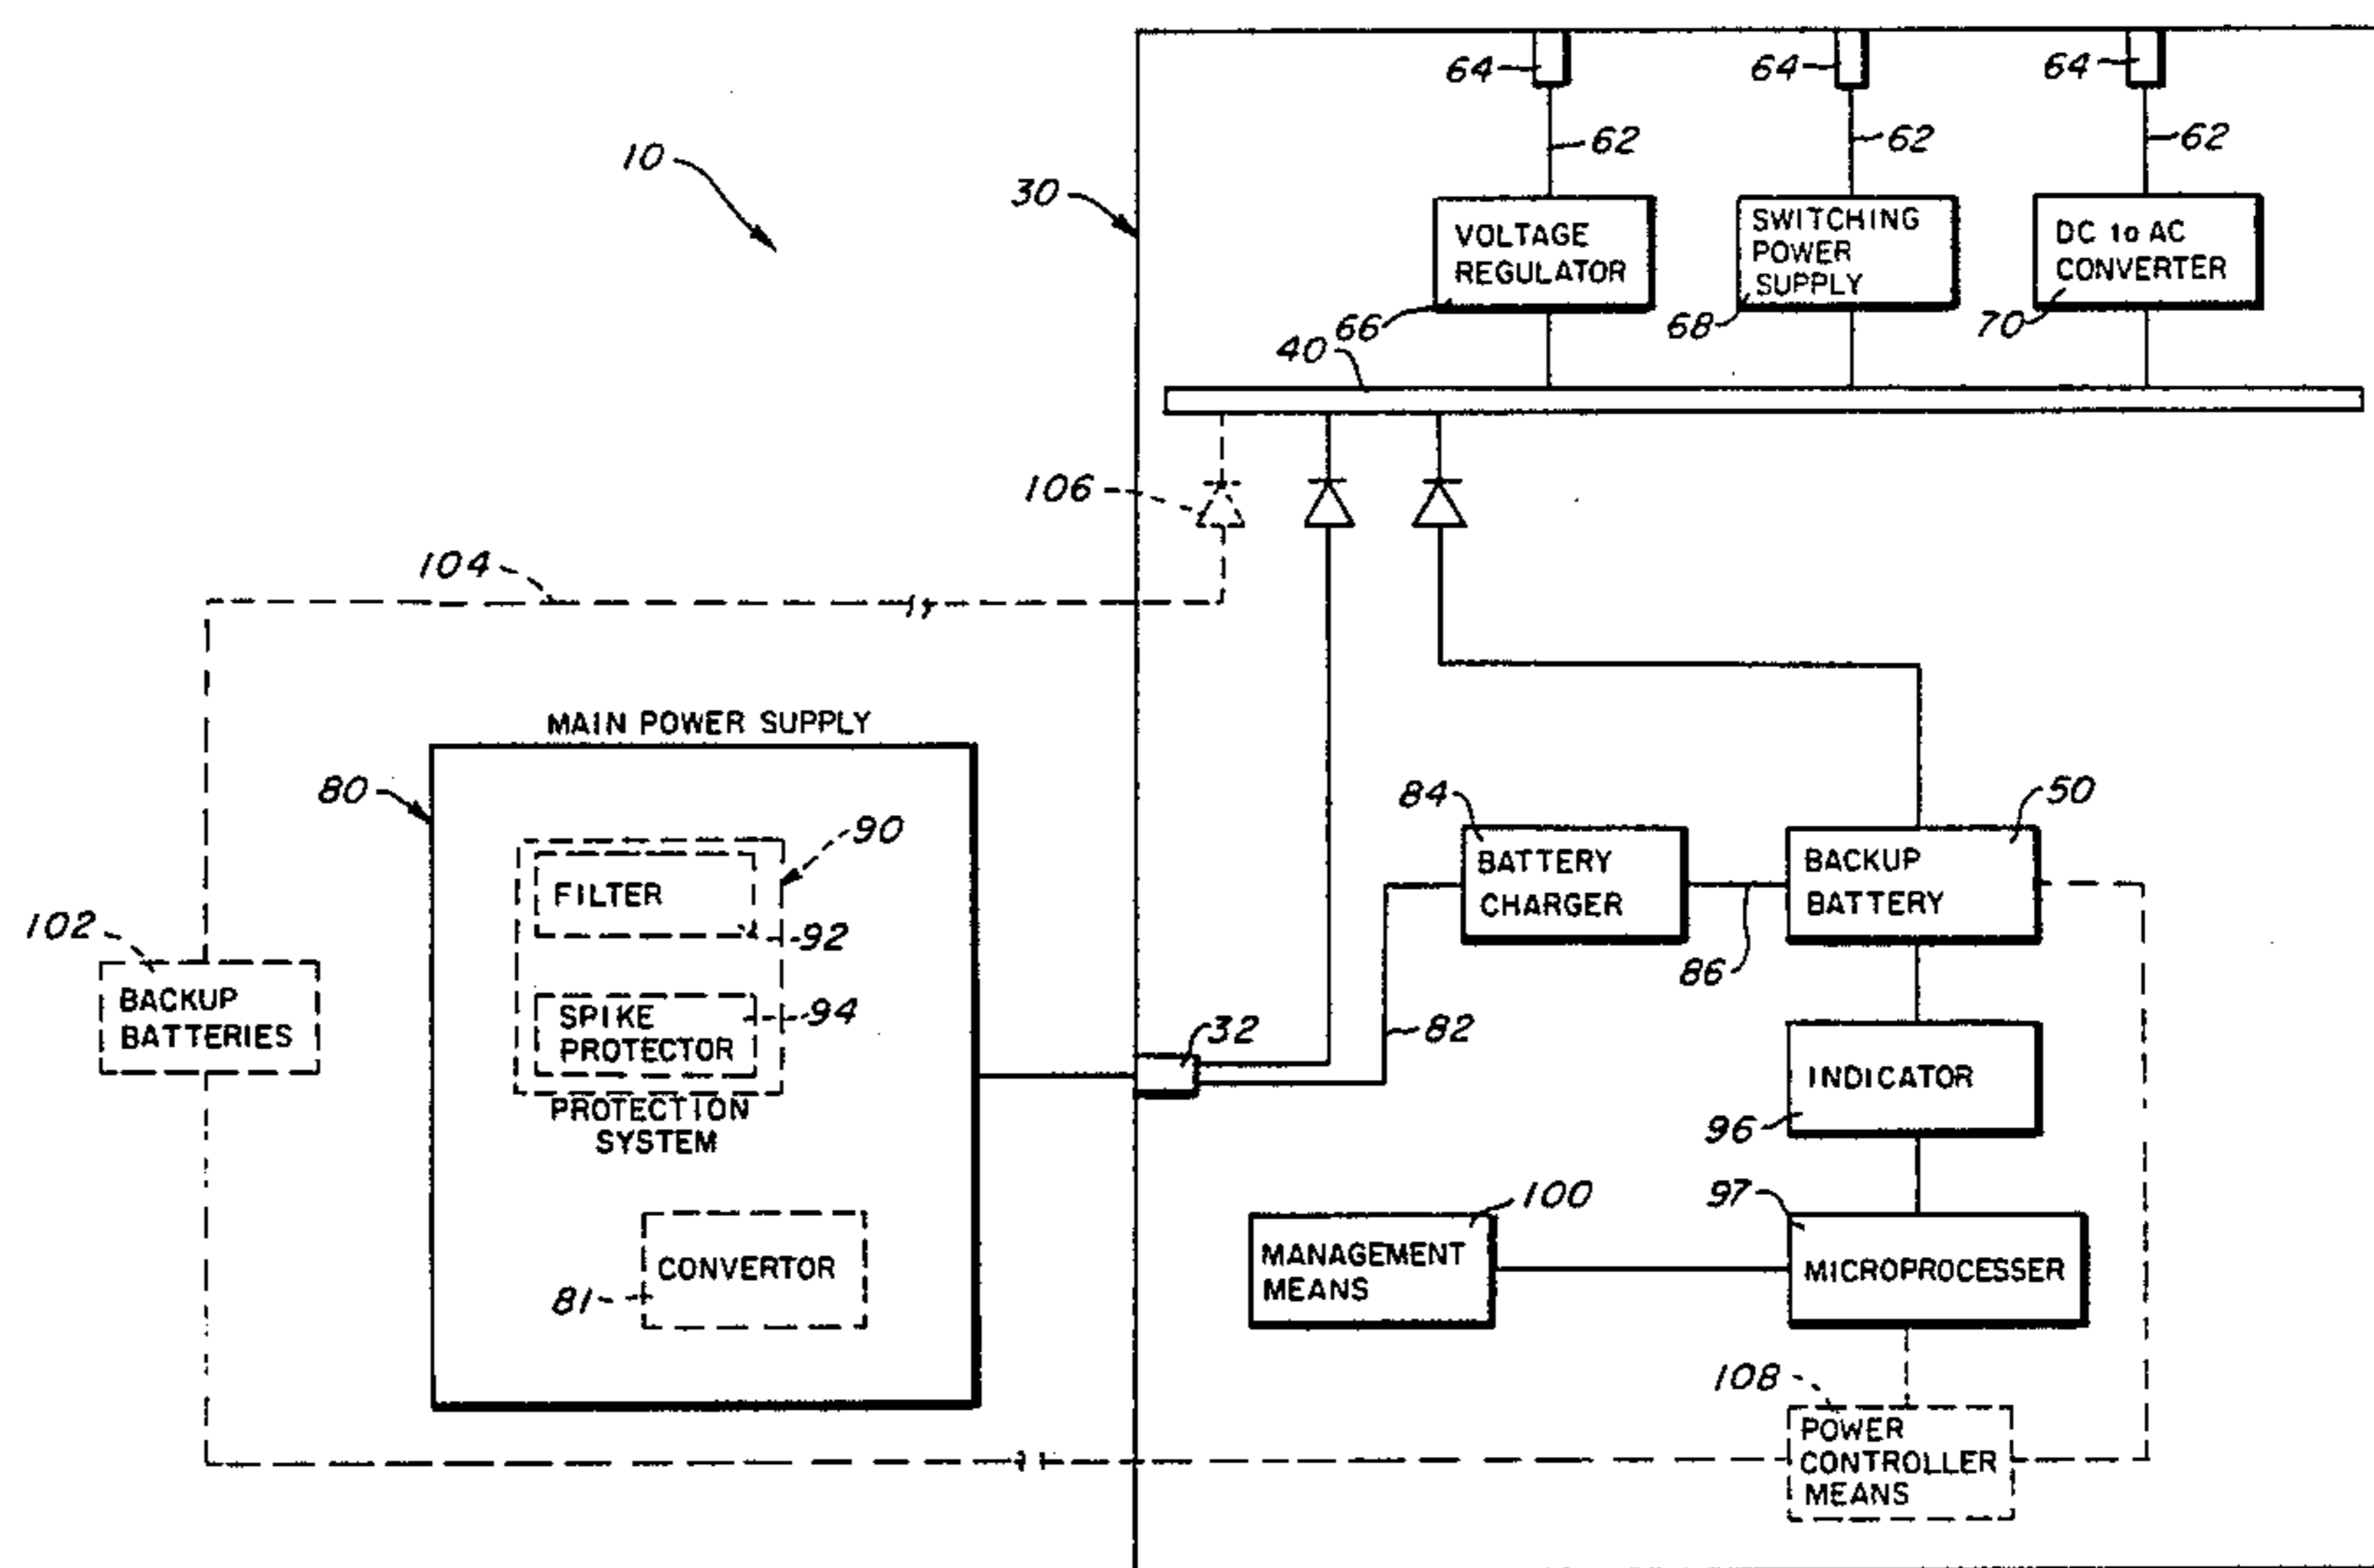 64
64
64
10
62
62
62
30
VOLTAGE
REGULATOR
SWITCHING
POWER
SUPPLY
DC to AC
CONVERTER
66
68
70
40
106
104
MAIN POWER SUPPLY
80
90
FILTER
92
84
BATTERY
CHARGER
50
BACKUP
BATTERY
86
102
BACKUP
BATTERIES
SPIKE
PROTECTOR
94
PROTECTION
SYSTEM
32
82
INDICATOR
96
CONVERTOR
81
100
MANAGEMENT
MEANS
97
MICROPROCESSER
108
POWER
CONTROLLER
MEANS